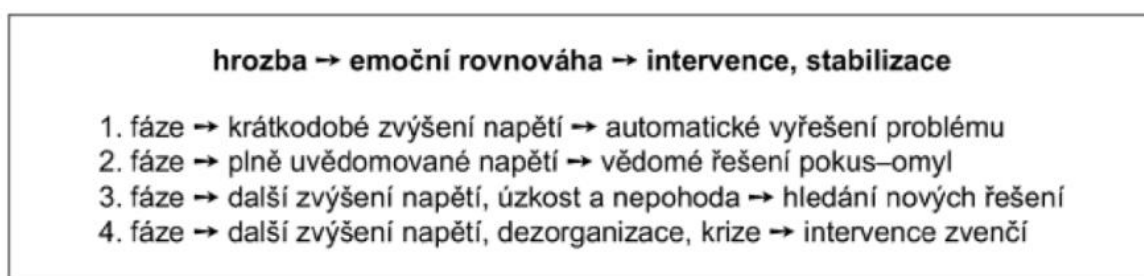 hrozba → emoční rovnováha → intervence, stabilizace
1. fáze → krátkodobé zvýšení napětí → automatické vyřešení problému
2. fáze → plně uvědomované napětí → vědomé řešení pokus–omyl
3. fáze → další zvýšení napětí, úzkost a nepohoda → hledání nových řešení
4. fáze → další zvýšení napětí, dezorganizace, krize → intervence zvenčí